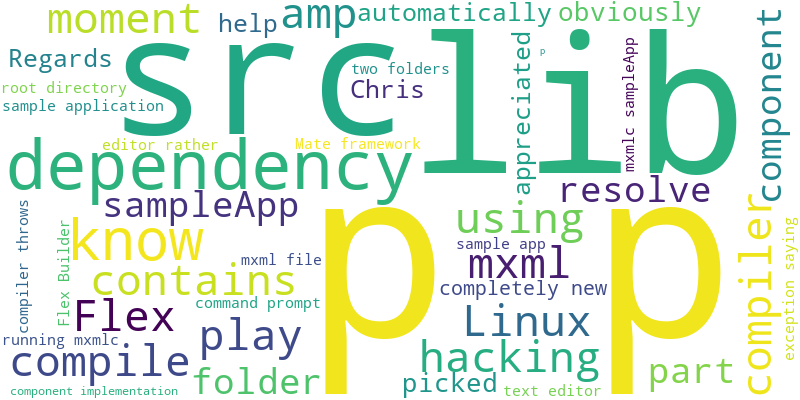 moment
help
amp
automatically
obviously
Regards
src
lib
two folders
p
Chris
root directory
sample application
appreciated
mxmlc sampleApp
component
editor rather
Mate framework
dependency
resolve
sampleApp
p p
using
know
sample app
mxml file
mxml
compiler
exception saying
compiler throws
Flex Builder
contains
completely new
command prompt
Flex
play
Linux
running mxmlc
compile
hacking
folder
picked
part
component implementation
text editor